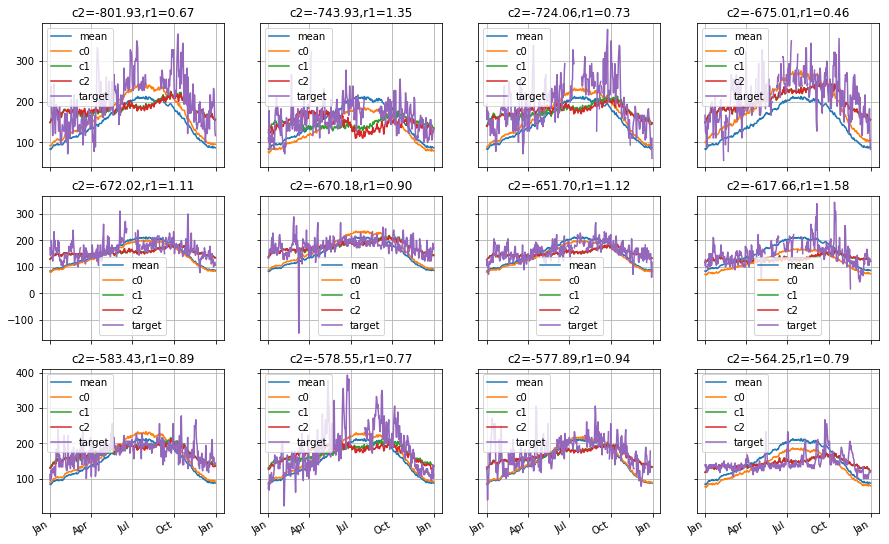 c2=-801.93,r1=0.67
c2=-743.93,r1=1.35
c2=-724.06,r1=0.73
c2=-675.01,r1=0.46
300
200
100
mean
c0
c1
c2
target
mean
c0
c1
c2
target
mean
c0
c1
c2
target
mean
c0
c1
c2
target
c2=-672.02,r1=1.11
c2=-670.18,r1=0.90
c2=-651.70,r1=1.12
c2=-617.66,r1=1.58
300
200
100
0
−100
mean
c0
c1
c2
target
mean
c0
c1
c2
target
mean
c0
c1
c2
target
mean
c0
c1
c2
target
c2=-583.43,r1=0.89
c2=-578.55,r1=0.77
c2=-577.89,r1=0.94
c2=-564.25,r1=0.79
400
300
200
100
mean
c0
c1
c2
target
mean
c0
c1
c2
target
mean
c0
c1
c2
target
mean
c0
c1
c2
target
Jan
Apr
Jul
Oct
Jan
Jan
Apr
Jul
Oct
Jan
Jan
Apr
Jul
Oct
Jan
Jan
Apr
Jul
Oct
Jan